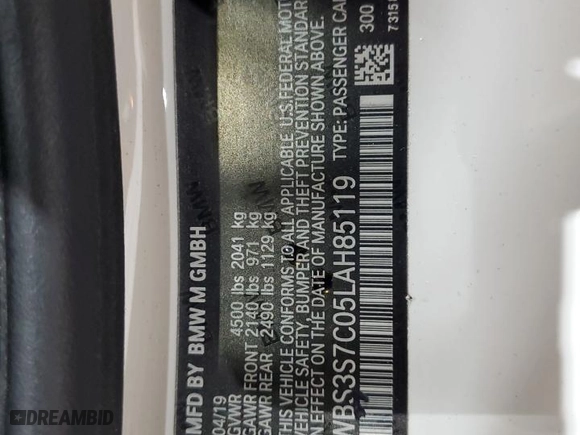 MFD BY BMW M GMBH
04/19
GVWR 4500 lbs 2041 kg
GAWR FRONT 2140 lbs 971 kg
GAWR REAR 2490 lbs 1129 kg
THIS VEHICLE CONFORMS TO ALL APPLICABLE U.S. FEDERAL MOT
VEHICLE SAFETY, BUMPER AND THEFT PREVENTION STANDAR
IN EFFECT ON THE DATE OF MANUFACTURE SHOWN ABOVE.
WBS3S7C05LAH85119 TYPE: PASSENGER CAR
300
7315
DREAMBID